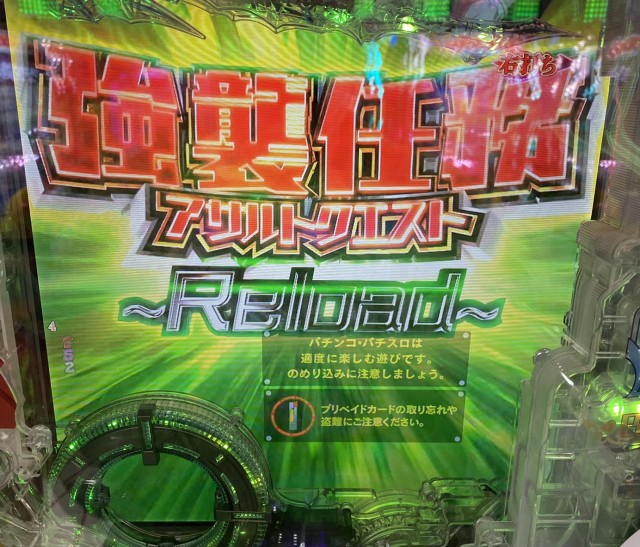 右打ち
強襲任務
アサルトクエスト
~Reload~
パチンコ・パチスロは
適度に楽しむ遊びです。
のめり込みに注意しましょう。
プリペイドカードの取り忘れや
盗難にご注意ください。